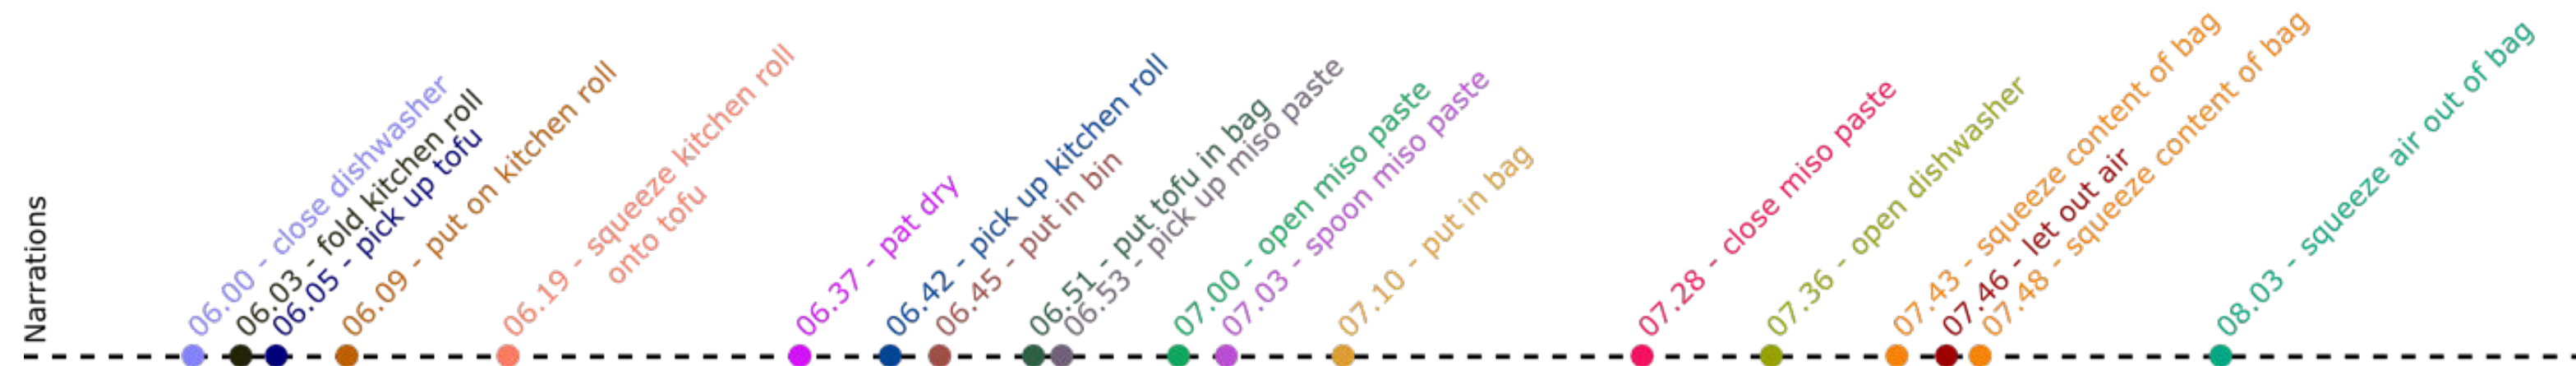 Narrations
06.00 - close dishwasher
06.03 - fold kitchen roll
06.05 - pick up tofu
06.09 - put on kitchen roll
06.19 - squeeze kitchen roll
onto tofu
06.37 - pat dry
06.42 - pick up kitchen roll
06.45 - put in bin
06.51 - put tofu in bag
06.53 - pick up miso paste
07.00 - open miso paste
07.03 - spoon miso paste
07.10 - put in bag
07.28 - close miso paste
07.36 - open dishwasher
07.43 - squeeze content of bag
07.46 - let out air
07.48 - squeeze content of bag
08.03 - squeeze air out of bag